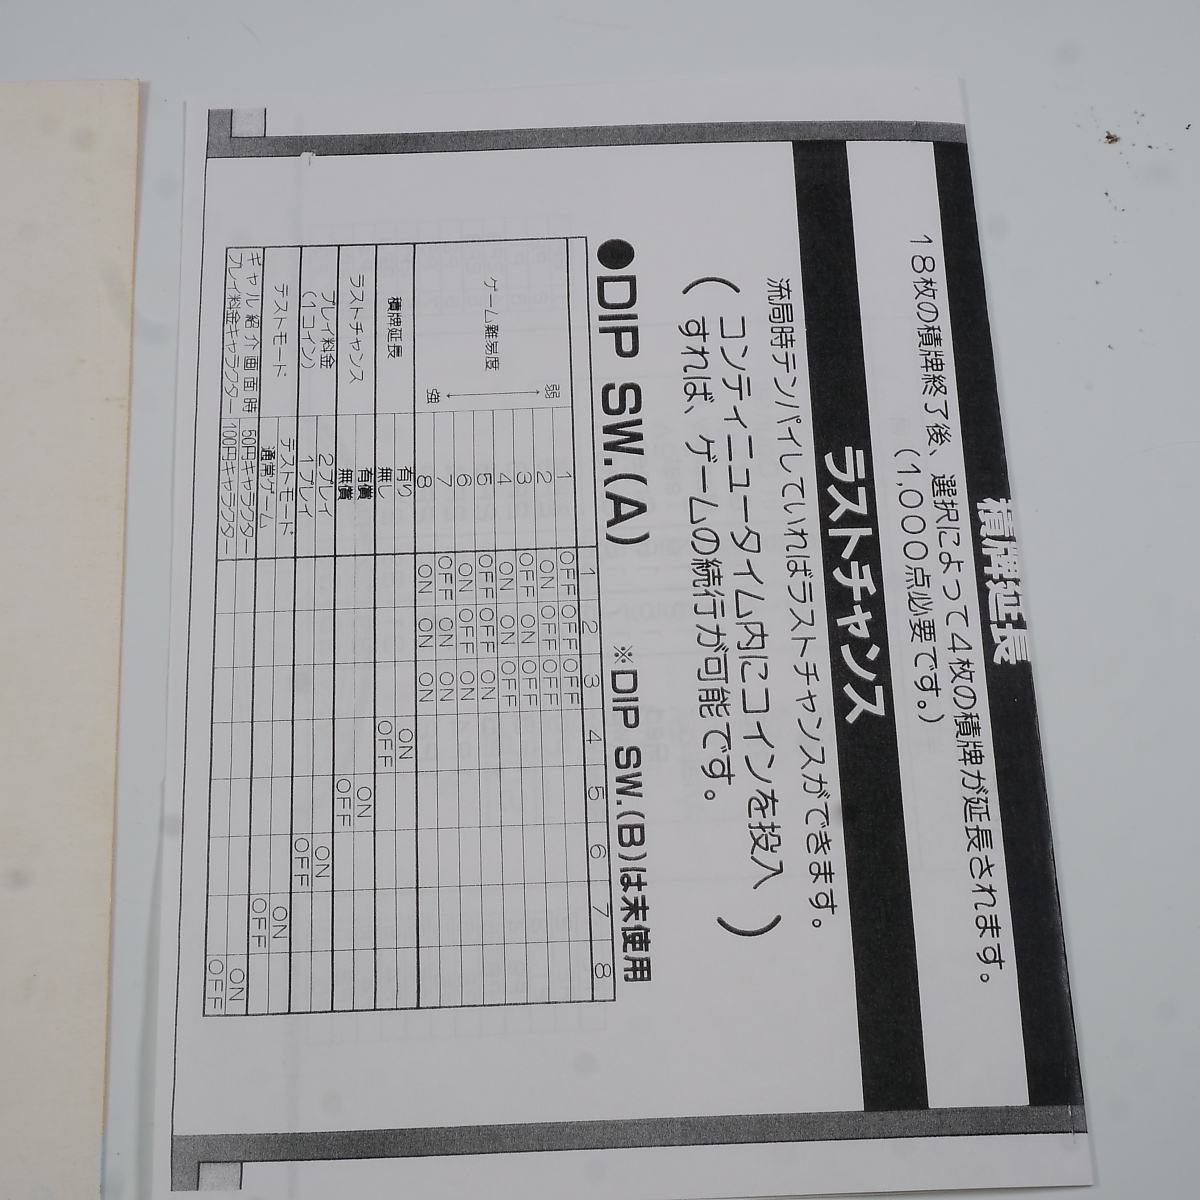 積牌延長
18枚の積牌終了後、選択によって4枚の積牌が延長されます。
(1,000点必要です。)
ラストチャンス
流局時テンパイしていればラストチャンスができます。
(コンティニュータイム内にコインを投入
すれば、ゲームの続行が可能です。)
●DIP SW.(A) ※DIP SW.(B)は未使用
1 2 3 4 5 6 7 8
ゲーム難易度 弱 1 OFF OFF OFF
2 ON OFF OFF
3 OFF ON OFF
4 ON ON OFF
5 OFF OFF ON
6 ON OFF ON
7 OFF ON ON
強 8 ON ON ON
積牌延長 有り ON
無し OFF
ラストチャンス 有償 ON
無償 OFF
プレイ料金 2プレイ ON
(1コイン) 1プレイ OFF
テストモード テストモード ON
通常ゲーム OFF
ギャル紹介画面時 50円キャラクター ON
プレイ料金キャラクター 100円キャラクター OFF